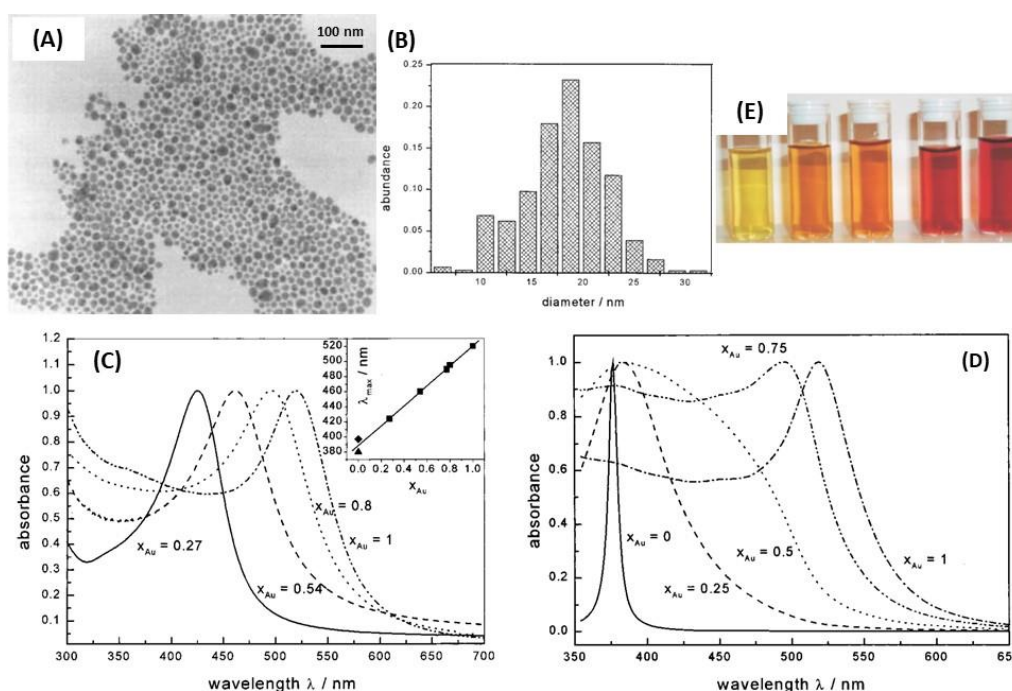 (A)
100 nm
(B)
0.25
0.20
0.15
0.10
0.05
0.00
abundance
10
15
20
25
30
diameter / nm
(E)
(C)
1.2
1.1
1.0
0.9
0.8
0.7
0.6
0.5
0.4
0.3
0.2
0.1
absorbance
520
500
480
460
440
420
400
380
λmax / nm
0.0 0.2 0.4 0.6 0.8 1.0
xAu
xAu = 0.27
xAu = 0.54
xAu = 0.8
xAu = 1
300 350 400 450 500 550 600 650 700
wavelength λ / nm
(D)
1.0
0.8
0.6
0.4
0.2
0.0
absorbance
xAu = 0.75
xAu = 0
xAu = 0.25
xAu = 0.5
xAu = 1
350 400 450 500 550 600 65
wavelength λ / nm